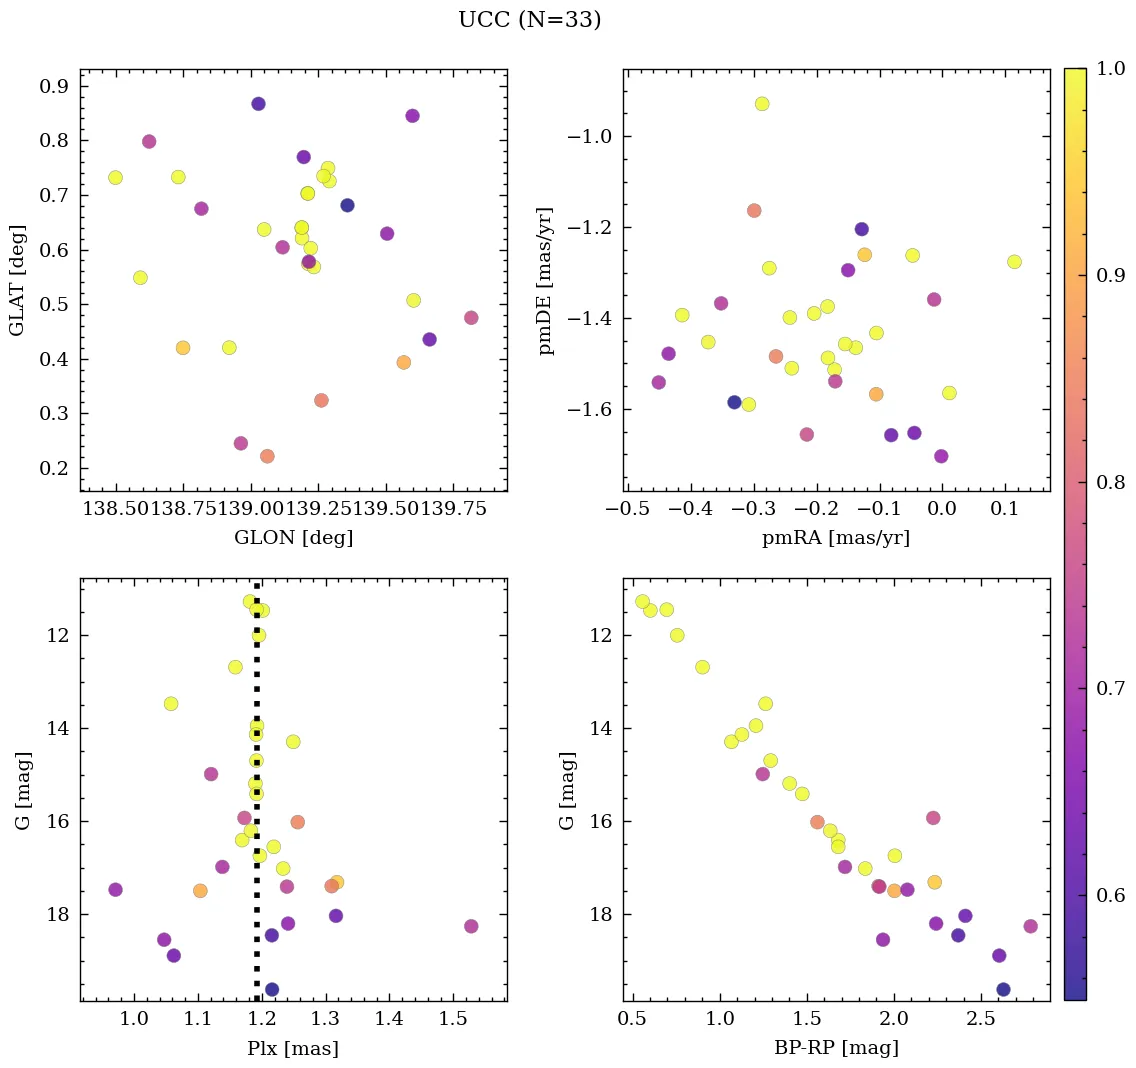 UCC (N=33)
0.9
0.8
0.7
0.6
0.5
0.4
0.3
0.2
GLAT [deg]
138.50 138.75 139.00 139.25 139.50 139.75
GLON [deg]
−1.0
−1.2
−1.4
−1.6
pmDE [mas/yr]
−0.5 −0.4 −0.3 −0.2 −0.1 0.0 0.1
pmRA [mas/yr]
12
14
16
18
G [mag]
1.0 1.1 1.2 1.3 1.4 1.5
Plx [mas]
12
14
16
18
G [mag]
0.5 1.0 1.5 2.0 2.5
BP-RP [mag]
1.0
0.9
0.8
0.7
0.6